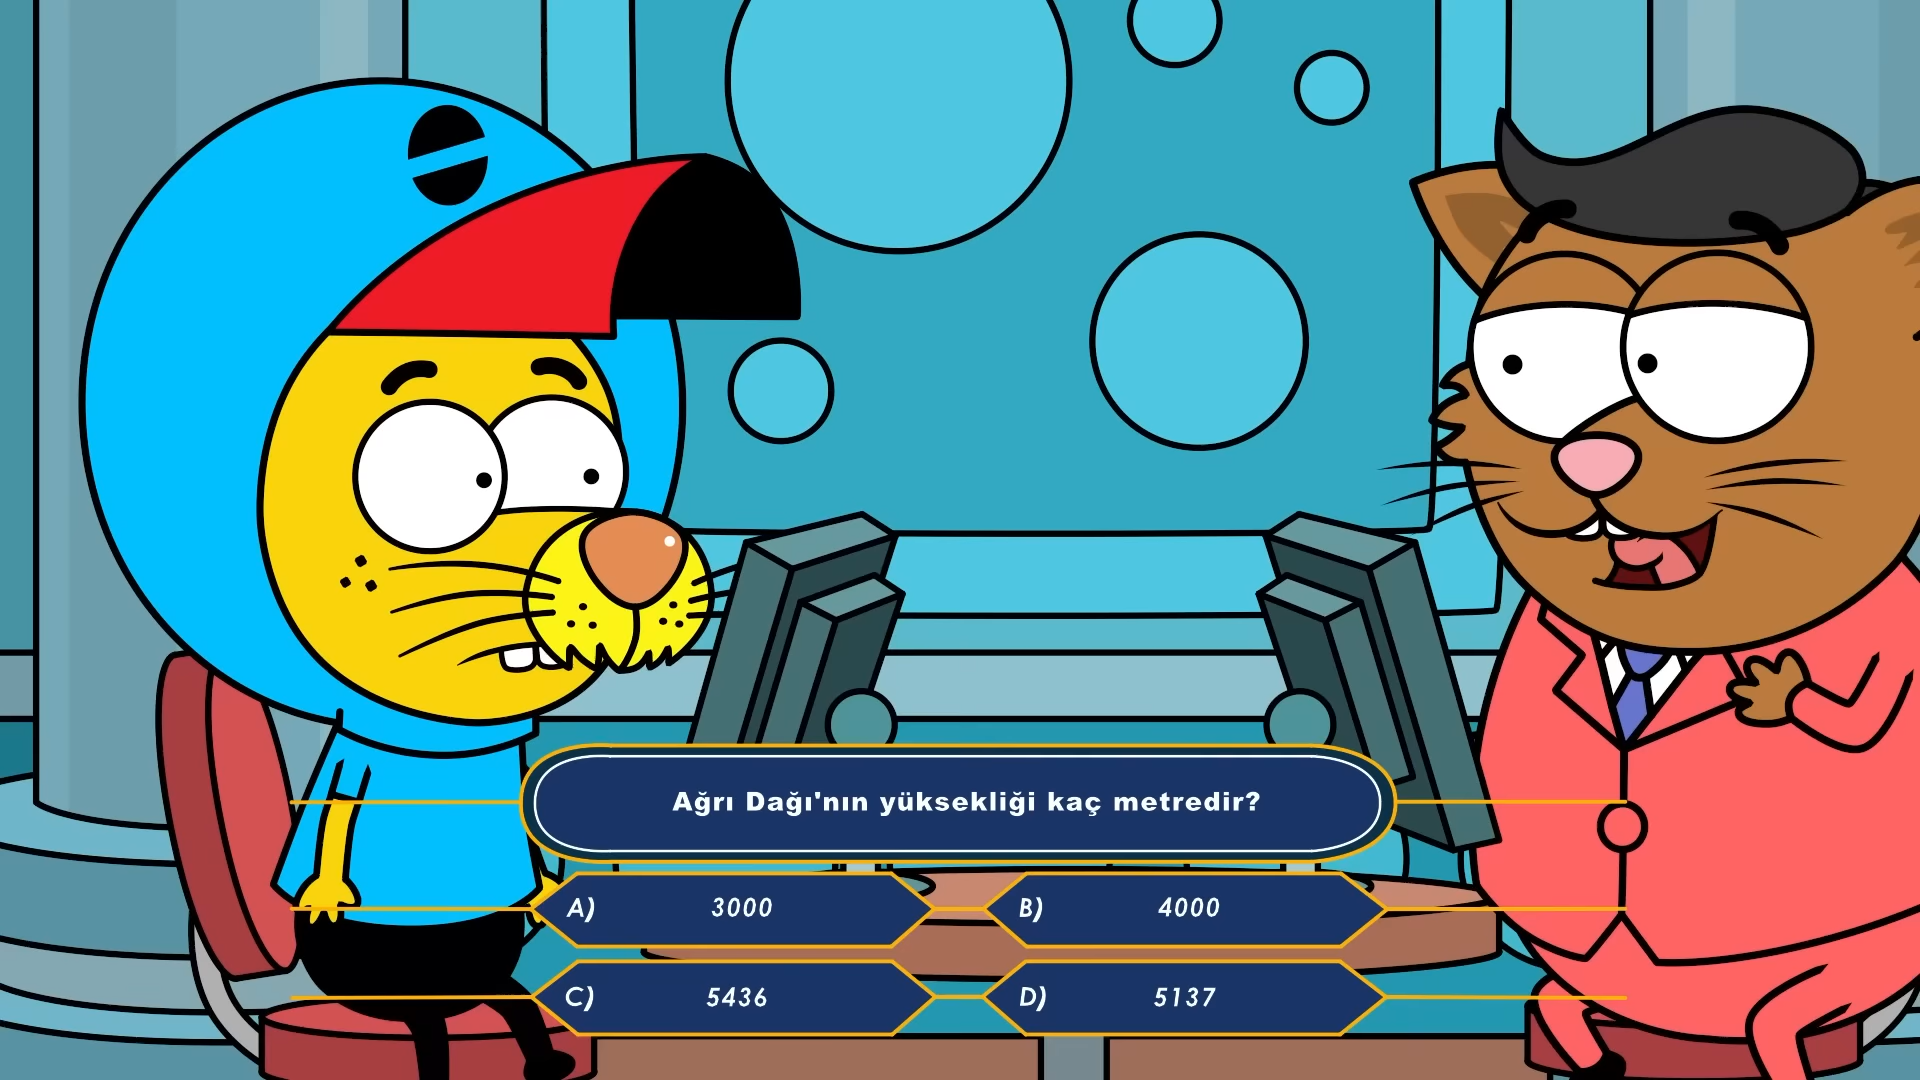 Ağrı Dağı'nın yüksekliği kaç metredir?
A) 3000
B) 4000
C) 5436
D) 5137